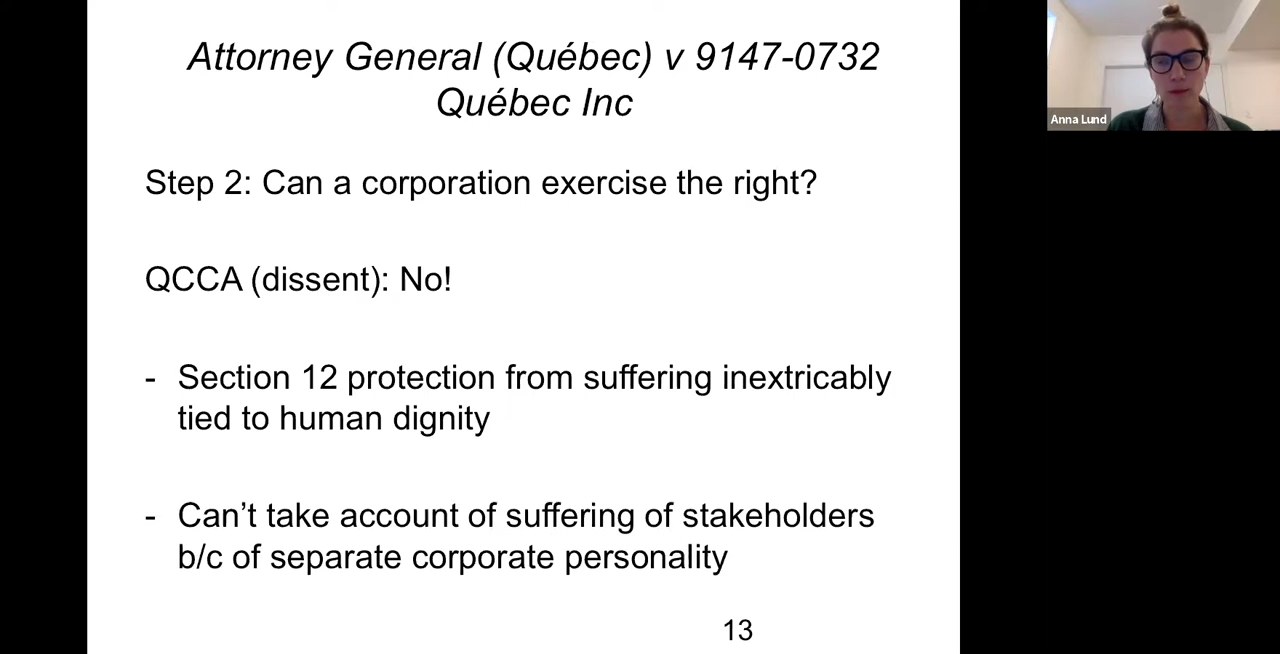 Attorney General (Québec) v 9147-0732
Québec Inc
Step 2: Can a corporation exercise the right?
QCCA (dissent): No!
- Section 12 protection from suffering inextricably
tied to human dignity
- Can't take account of suffering of stakeholders
b/c of separate corporate personality
13
Anna Lund